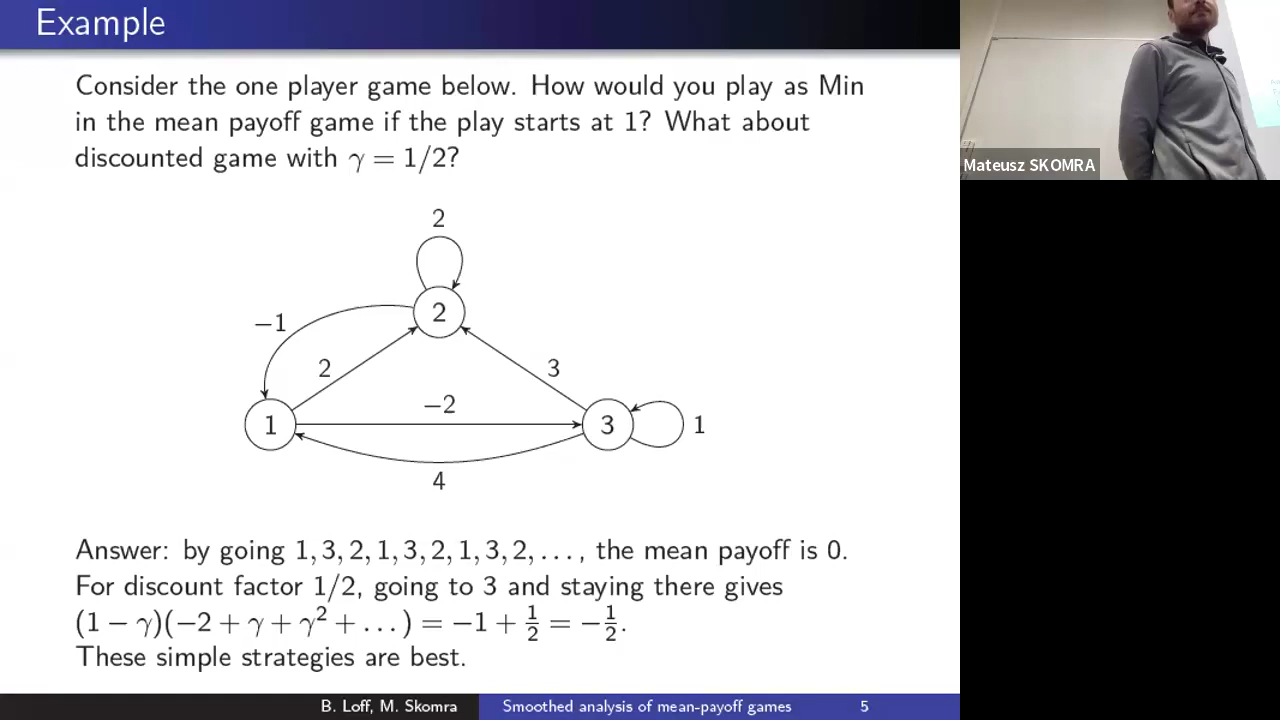 Example
Consider the one player game below. How would you play as Min
in the mean payoff game if the play starts at 1? What about
discounted game with γ = 1/2?
2
2
−1
2
3
−2
1
3
1
4
Answer: by going 1, 3, 2, 1, 3, 2, 1, 3, 2, . . . , the mean payoff is 0.
For discount factor 1/2, going to 3 and staying there gives
(1 − γ)(−2 + γ + γ² + . . . ) = −1 + 1/2 = −1/2.
These simple strategies are best.
B. Loff, M. Skomra
Smoothed analysis of mean-payoff games
5
Mateusz SKOMRA